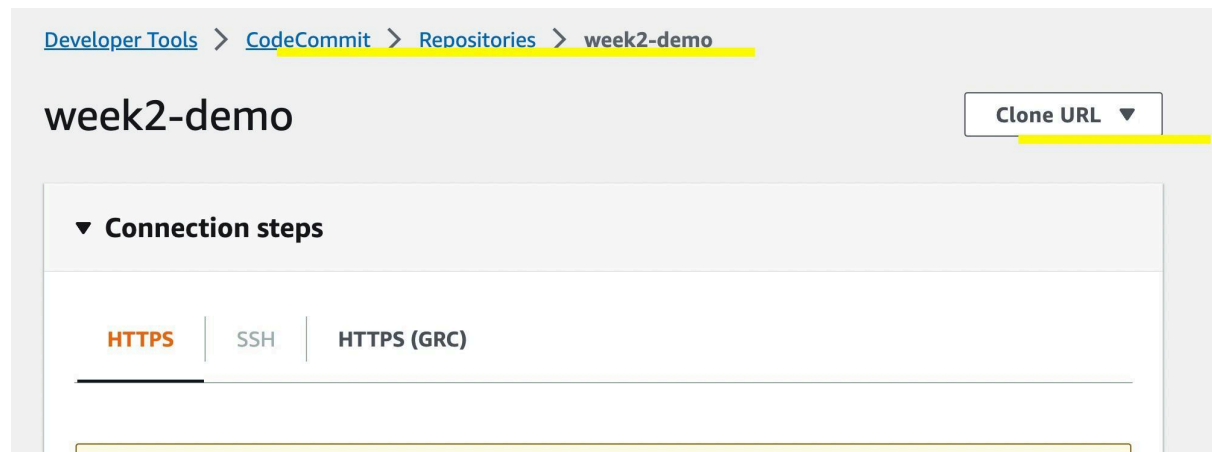 Developer Tools > CodeCommit > Repositories > week2-demo
week2-demo
Clone URL ▼
▼ Connection steps
HTTPS SSH HTTPS (GRC)